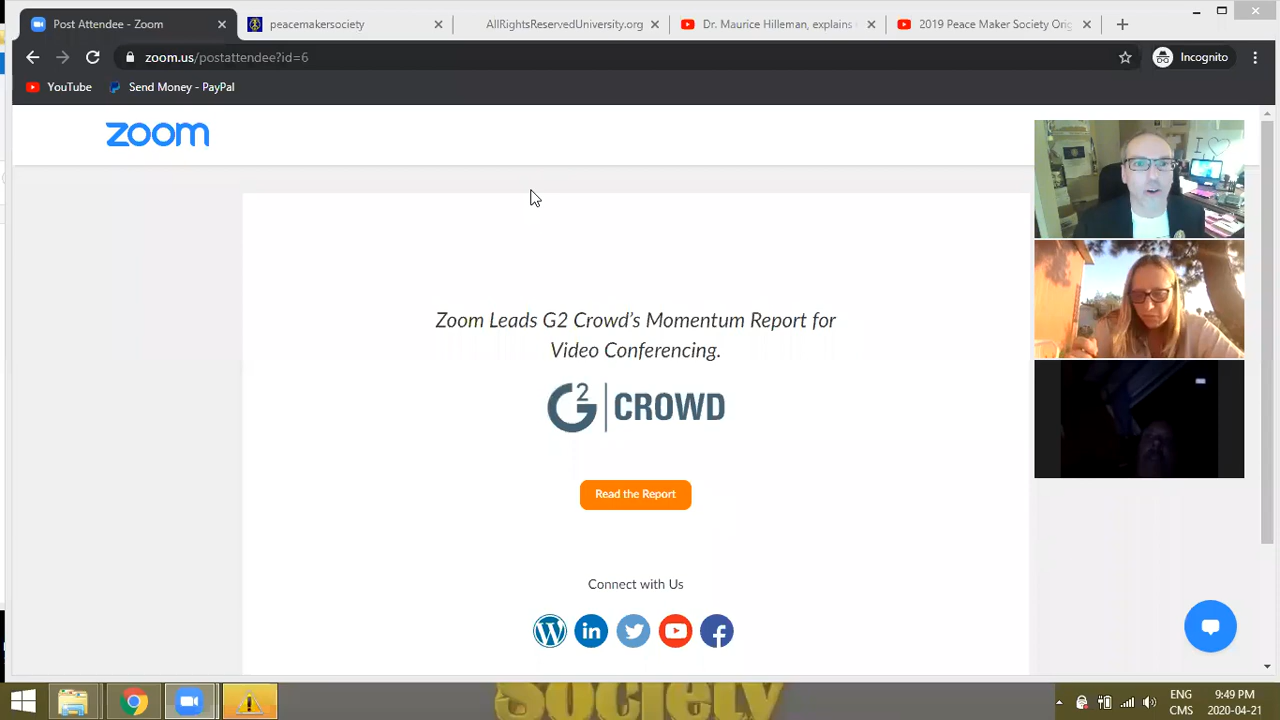 Post Attendee - Zoom
peacemakersociety
AllRightsReservedUniversity.org
Dr. Maurice Hilleman, explains
2019 Peace Maker Society Orig
zoom.us/postattendee?id=6
Incognito
YouTube
Send Money - PayPal
zoom
I
Zoom Leads G2 Crowd's Momentum Report for
Video Conferencing.
G2 | CROWD
Read the Report
Connect with Us
in
society
ENG
CMS
9:49 PM
2020-04-21